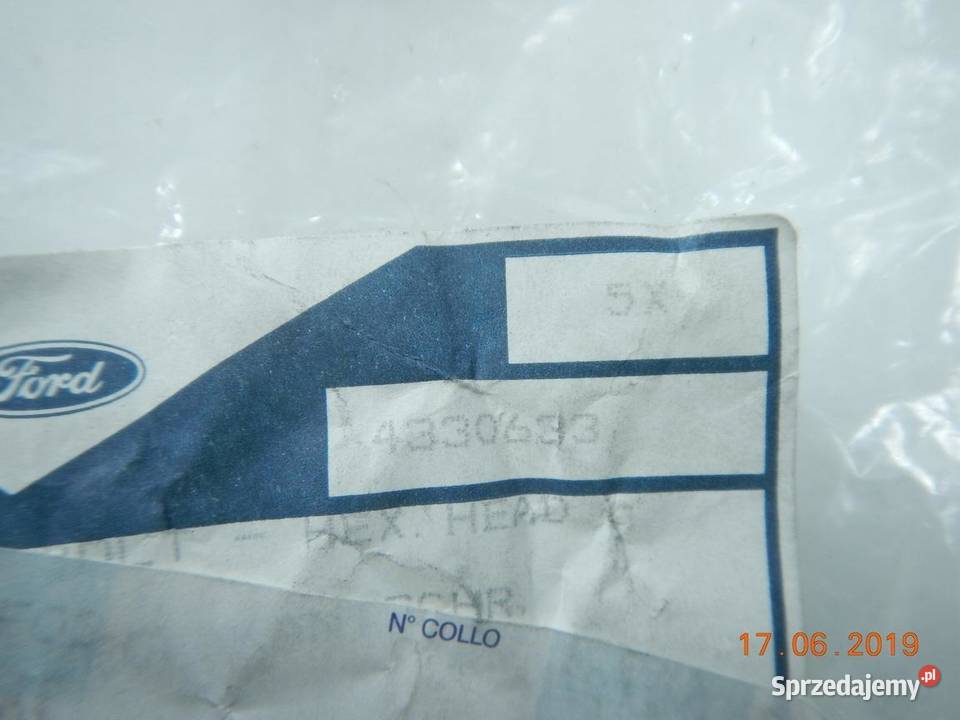 5X
Ford
4330633
HEX. HEAD
N° COLLO
17.06.2019
Sprzedajemy.pl